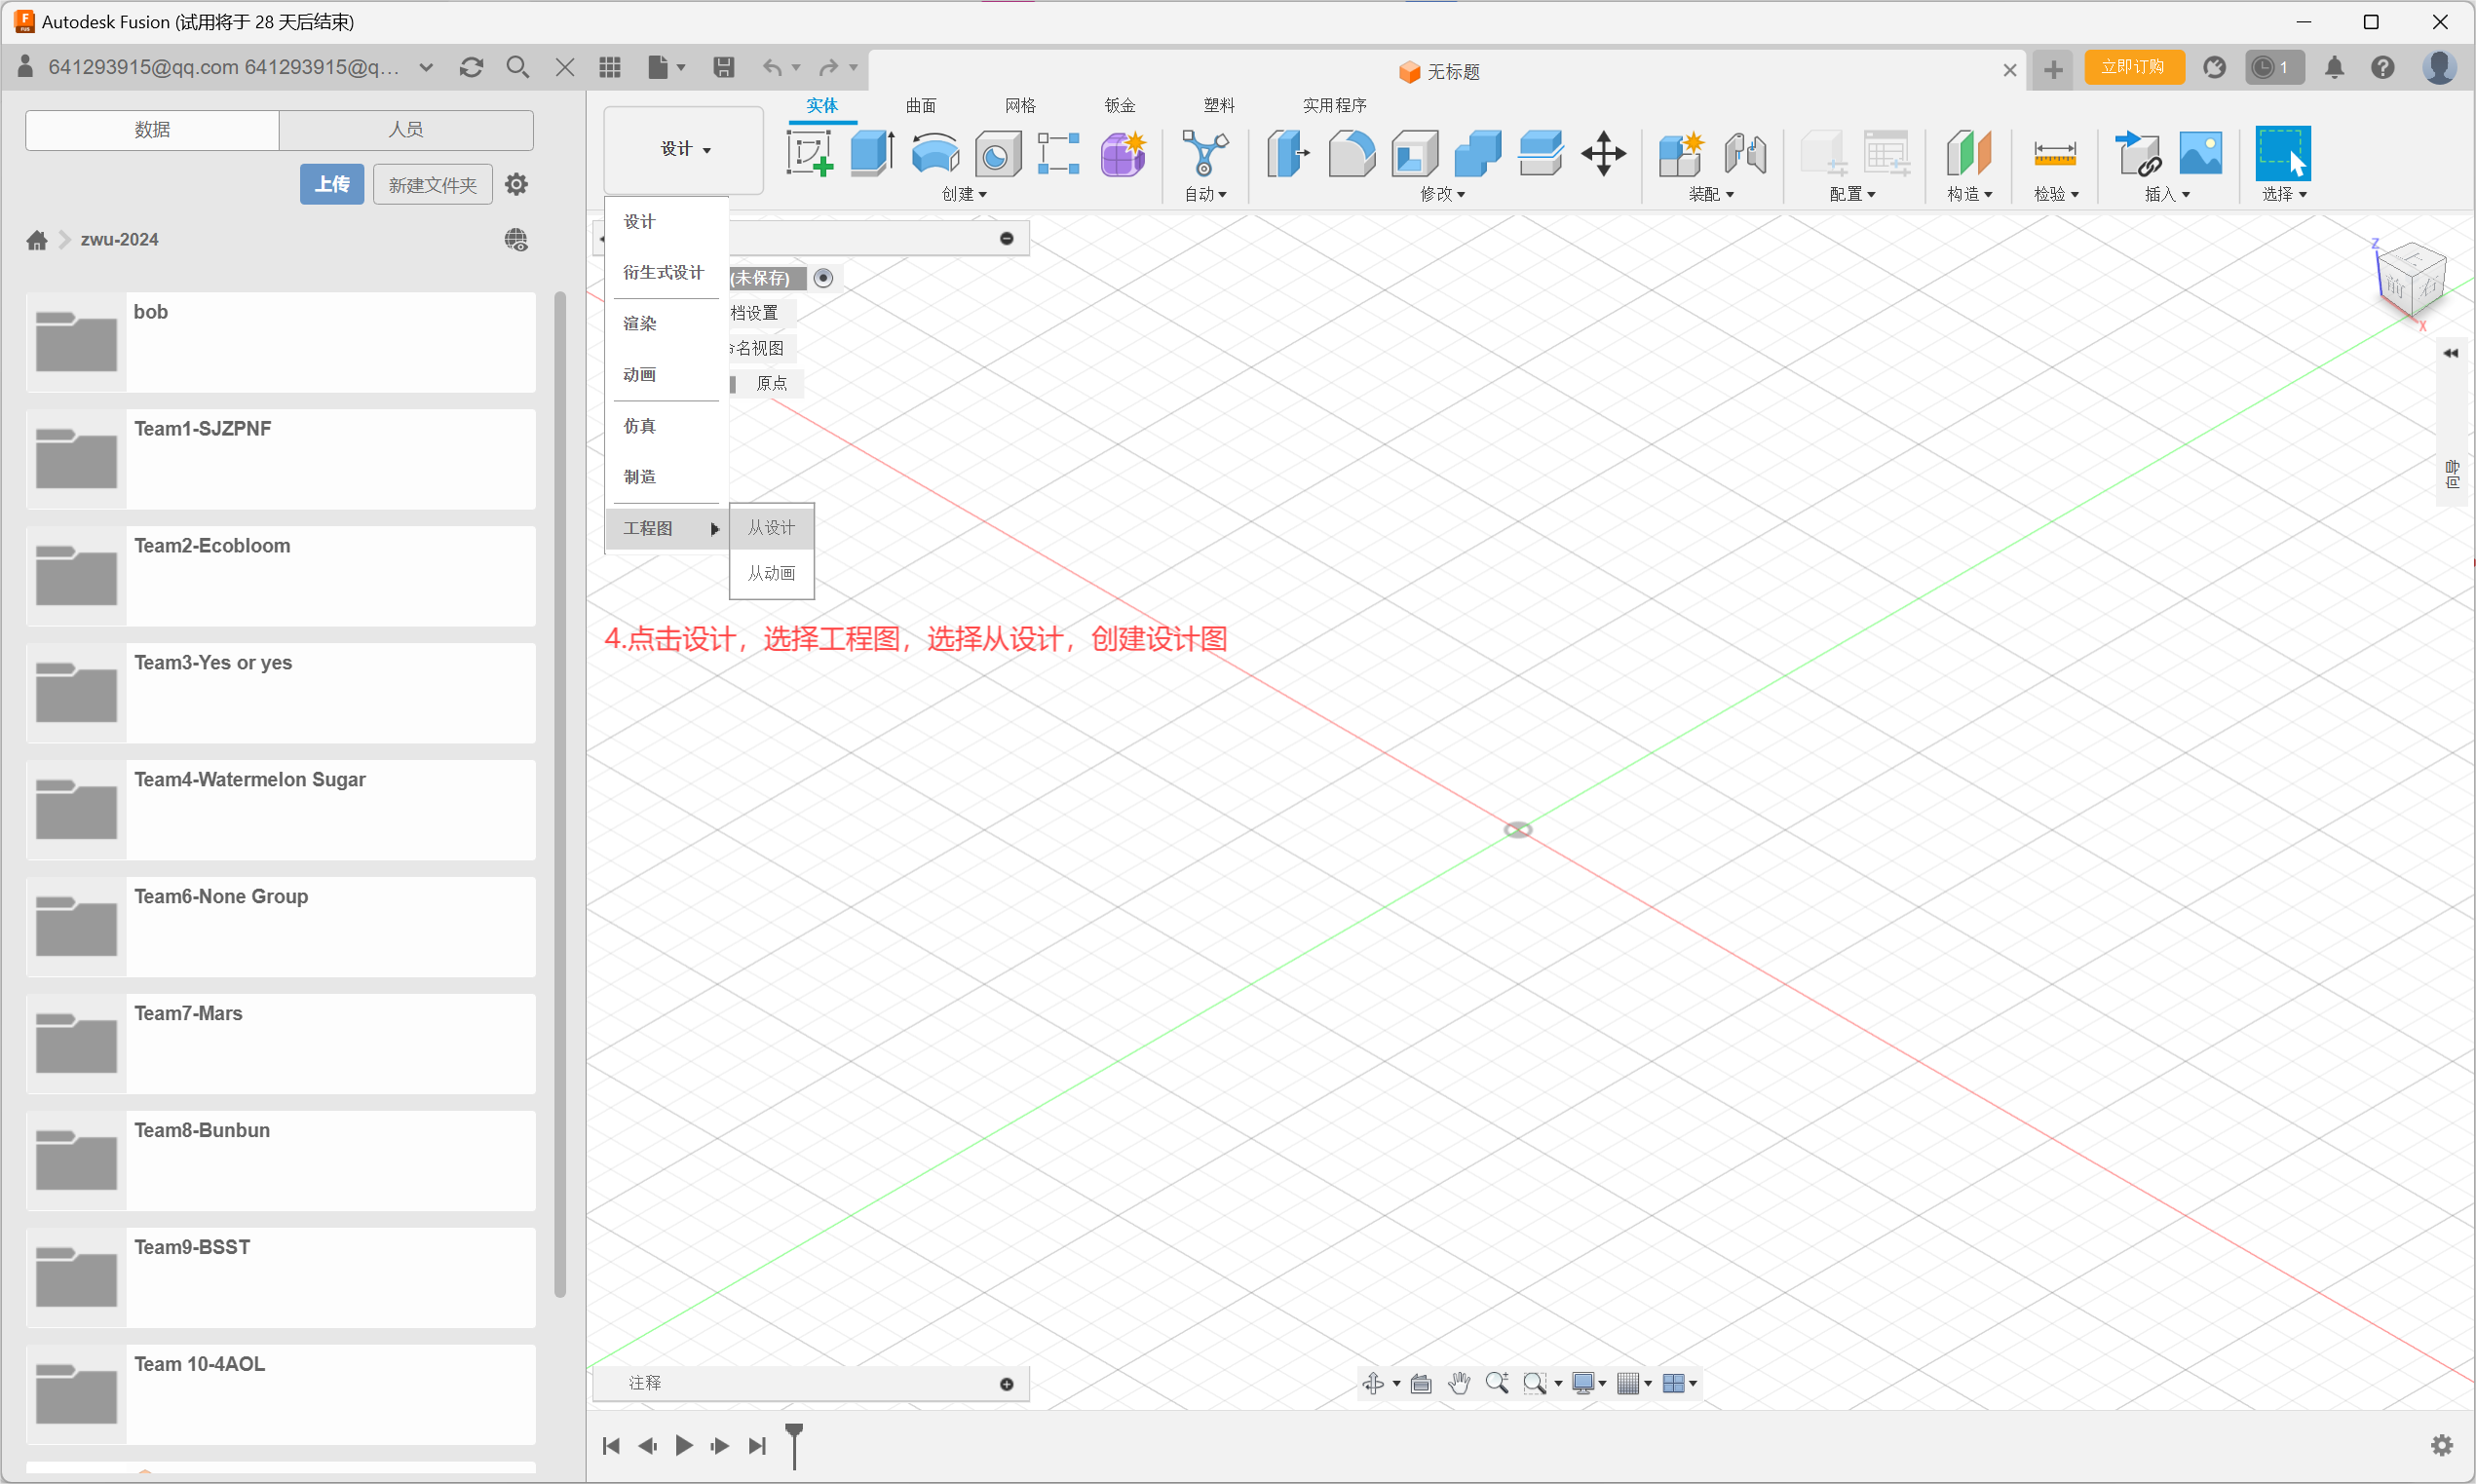 Autodesk Fusion (试用将于 28 天后结束)
641293915@qq.com 641293915@q...
无标题
立即订购
1
数据
人员
上传
新建文件夹
zwu-2024
bob
Team1-SJZPNF
Team2-Ecobloom
Team3-Yes or yes
Team4-Watermelon Sugar
Team6-None Group
Team7-Mars
Team8-Bunbun
Team9-BSST
Team 10-4AOL
设计
实体
曲面
网格
钣金
塑料
实用程序
创建
自动
修改
装配
配置
构造
检验
插入
选择
设计
衍生式设计
渲染
动画
仿真
制造
工程图
从设计
从动画
(未保存)
档设置
名视图
原点
4.点击设计，选择工程图，选择从设计，创建设计图
Z
上
前
右
X
向导
注释